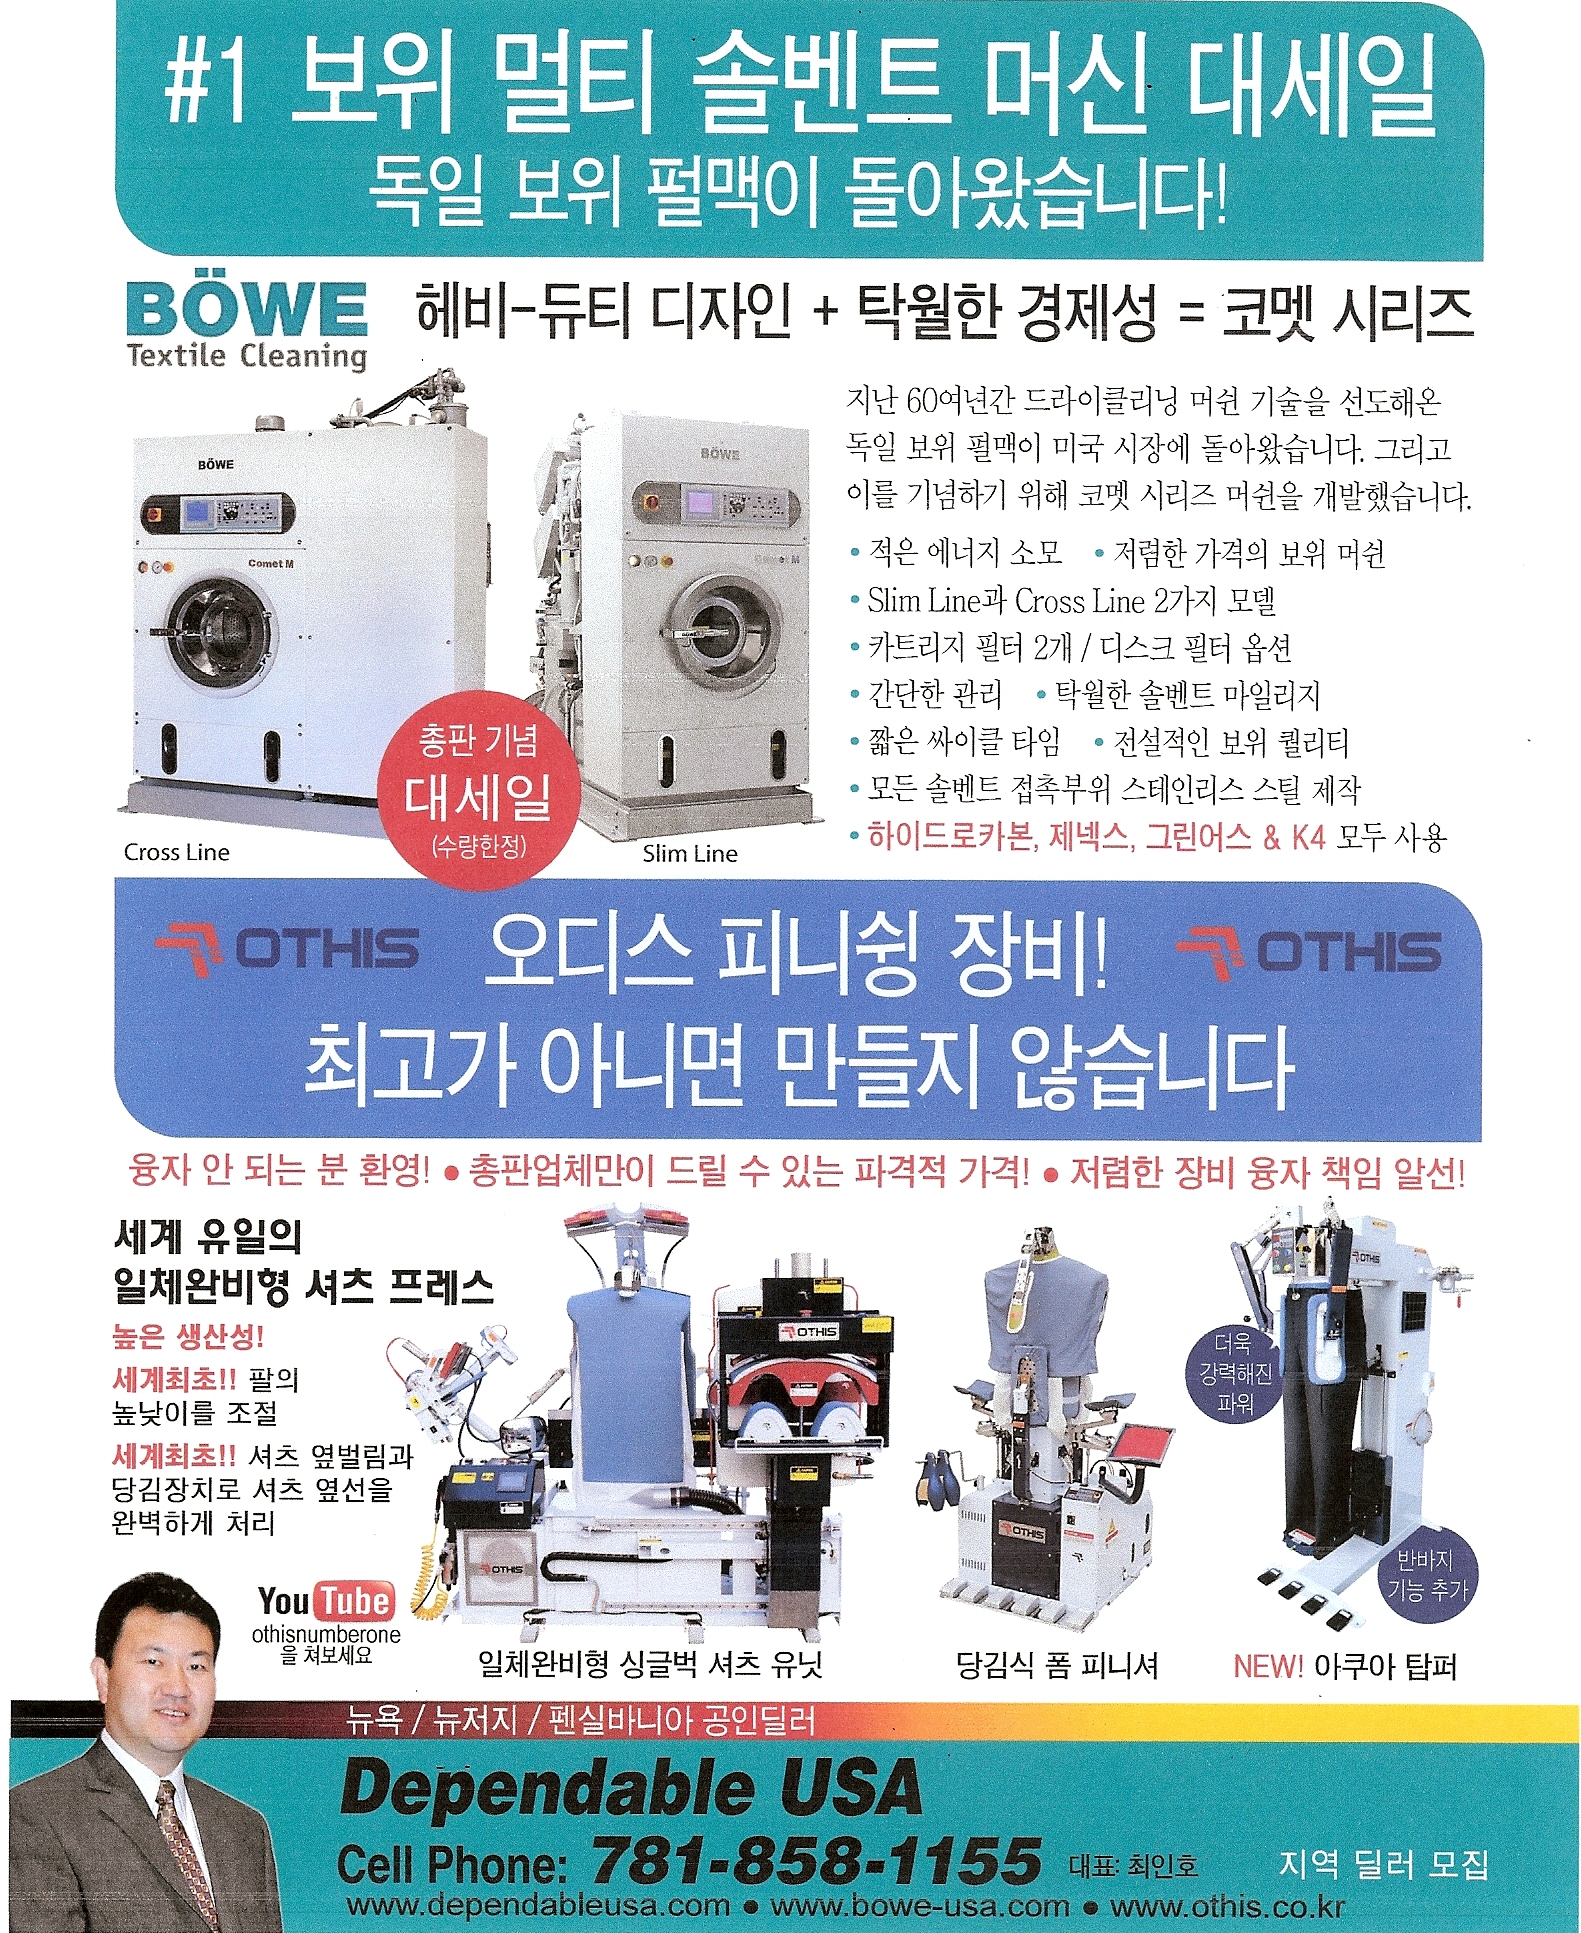 #1 보위 멀티 솔벤트 머신 대세일
독일 보위 펄맥이 돌아왔습니다!
BÖWE
Textile Cleaning
헤비-듀티 디자인 + 탁월한 경제성 = 코멧 시리즈
지난 60여년간 드라이클리닝 머쉰 기술을 선도해온
독일 보위 펄맥이 미국 시장에 돌아왔습니다. 그리고
이를 기념하기 위해 코멧 시리즈 머쉰을 개발했습니다.
• 적은 에너지 소모 • 저렴한 가격의 보위 머쉰
• Slim Line과 Cross Line 2가지 모델
• 카트리지 필터 2개 / 디스크 필터 옵션
• 간단한 관리 • 탁월한 솔벤트 마일리지
• 짧은 싸이클 타임 • 전설적인 보위 퀄리티
• 모든 솔벤트 접촉부위 스테인리스 스틸 제작
• 하이드로카본, 제넥스, 그린어스 & K4 모두 사용
BÖWE
Comet M
BÖWE
Comet M
총판 기념
대세일
(수량한정)
Cross Line
Slim Line
OTHIS
오디스 피니슁 장비!
OTHIS
최고가 아니면 만들지 않습니다
융자 안 되는 분 환영! ● 총판업체만이 드릴 수 있는 파격적 가격! ● 저렴한 장비 융자 책임 알선!
세계 유일의
일체완비형 셔츠 프레스
높은 생산성!
세계최초!! 팔의
높낮이를 조절
세계최초!! 셔츠 옆벌림과
당김장치로 셔츠 옆선을
완벽하게 처리
OTHIS
OTHIS
OTHIS
OTHIS
더욱
강력해진
파워
반바지
기능 추가
YouTube
othisnumberone
을 쳐보세요
일체완비형 싱글벅 셔츠 유닛
당김식 폼 피니셔
NEW! 아쿠아 탑퍼
뉴욕 / 뉴저지 / 펜실바니아 공인딜러
Dependable USA
Cell Phone: 781-858-1155 대표: 최인호
지역 딜러 모집
www.dependableusa.com ● www.bowe-usa.com ● www.othis.co.kr